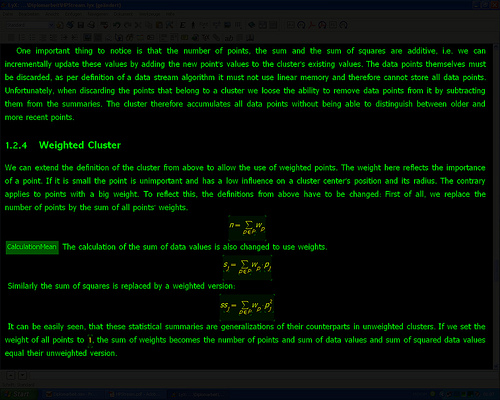 One important thing to notice is that the number of points, the sum and the sum of squares are additive, i.e. we can
incrementally update these values by adding the new point's values to the cluster's existing values. The data points themselves must
be discarded, as per definition of a data stream algorithm it must not use linear memory and therefore cannot store all data points.
Unfortunately, when discarding the points that belong to a cluster we loose the ability to remove data points from it by subtracting
them from the summaries. The cluster therefore accumulates all data points without being able to distinguish between older and
more recent points.
1.2.4 Weighted Cluster
We can extend the definition of the cluster from above to allow the use of weighted points. The weight here reflects the importance
of a point. If it is small the point is unimportant and has a low influence on a cluster center's position and its radius. The contrary
applies to points with a big weight. To reflect this, the definitions from above have to be changed: First of all, we replace the
number of points by the sum of all points' weights.
n = ∑ p∈P w_p
CalculationMean The calculation of the sum of data values is also changed to use weights.
s_j = ∑ p∈P w_p · p_j
Similarly the sum of squares is replaced by a weighted version:
ss_j = ∑ p∈P w_p · p_j²
It can be easily seen, that these statistical summaries are generalizations of their counterparts in unweighted clusters. If we set the
weight of all points to 1, the sum of weights becomes the number of points and sum of data values and sum of squared data values
equal their unweighted version.